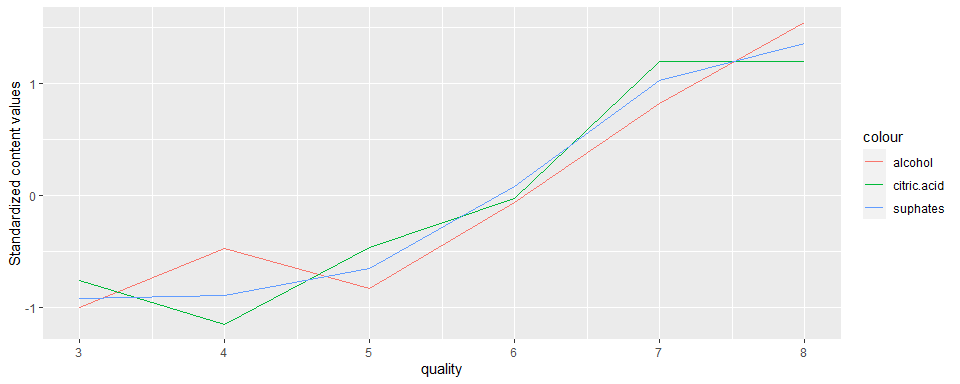 Standardized content values
1
0
-1
3 4 5 6 7 8
quality
colour
alcohol
citric.acid
suphates